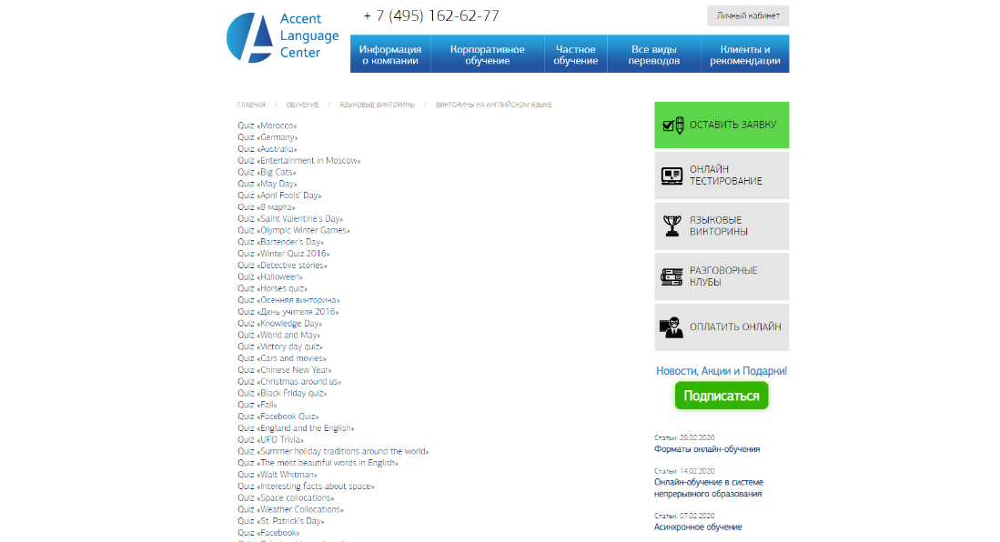 Accent
Language
Center
+ 7 (495) 162-62-77
Личный кабинет
Информация
о компании
Корпоративное
обучение
Частное
обучение
Все виды
переводов
Клиенты и
рекомендации
ГЛАВНАЯ / ОБУЧЕНИЕ / ЯЗЫКОВЫЕ ВИКТОРИНЫ / ВИКТОРИНЫ НА АНГЛИЙСКОМ ЯЗЫКЕ
Quiz «Morocco»
Quiz «Germany»
Quiz «Australia»
Quiz «Entertainment in Moscow»
Quiz «Big Cats»
Quiz «May Day»
Quiz «April Fools' Day»
Quiz «8 марта»
Quiz «Saint Valentine's Day»
Quiz «Olympic Winter Games»
Quiz «Bartender's Day»
Quiz «Winter Quiz 2016»
Quiz «Detective stories»
Quiz «Halloween»
Quiz «Horses quiz»
Quiz «Осенняя викторина»
Quiz «День учителя 2016»
Quiz «Knowledge Day»
Quiz «World and May»
Quiz «Victory day quiz»
Quiz «Cars and movies»
Quiz «Chinese New Year»
Quiz «Christmas around us»
Quiz «Black Friday quiz»
Quiz «Fall»
Quiz «Facebook Quiz»
Quiz «England and the English»
Quiz «UFO Trivia»
Quiz «Summer holiday traditions around the world»
Quiz «The most beautiful words in English»
Quiz «Walt Whitman»
Quiz «Interesting facts about space»
Quiz «Space collocations»
Quiz «Weather Collocations»
Quiz «St. Patrick's Day»
Quiz «Facebook»
ОСТАВИТЬ ЗАЯВКУ
ОНЛАЙН
ТЕСТИРОВАНИЕ
ЯЗЫКОВЫЕ
ВИКТОРИНЫ
РАЗГОВОРНЫЕ
КЛУБЫ
ОПЛАТИТЬ ОНЛАЙН
Новости, Акции и Подарки!
Подписаться
Статьи: 28.02.2020
Форматы онлайн-обучения
Статьи: 14.02.2020
Онлайн-обучение в системе
непрерывного образования
Статьи: 07.02.2020
Асинхронное обучение